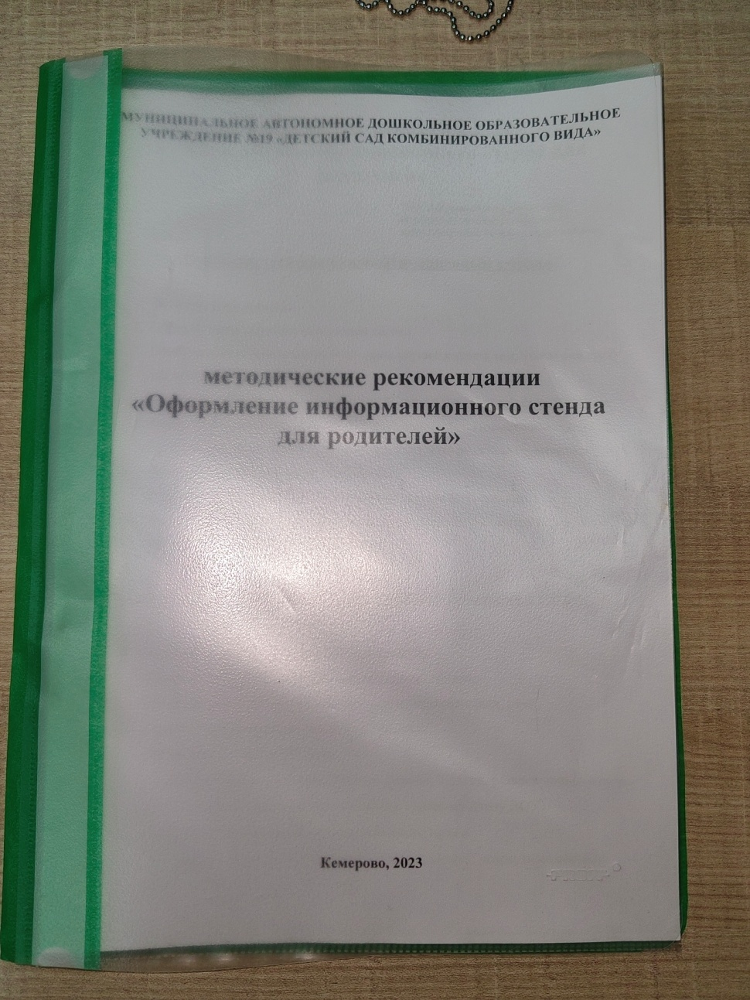 МУНИЦИПАЛЬНОЕ АВТОНОМНОЕ ДОШКОЛЬНОЕ ОБРАЗОВАТЕЛЬНОЕ
УЧРЕЖДЕНИЕ №19 «ДЕТСКИЙ САД КОМБИНИРОВАННОГО ВИДА»
методические рекомендации
«Оформление информационного стенда
для родителей»
Кемерово, 2023